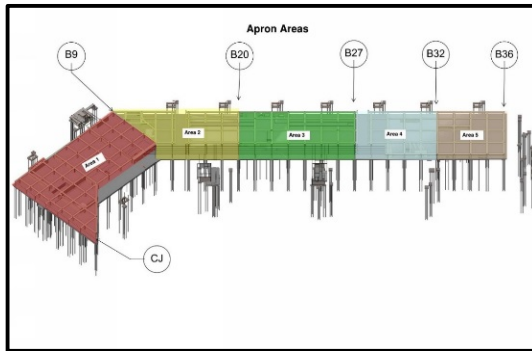 Apron Areas
B9
B20
B27
B32
B36
Area 1
Area 2
Area 3
Area 4
Area 5
CJ